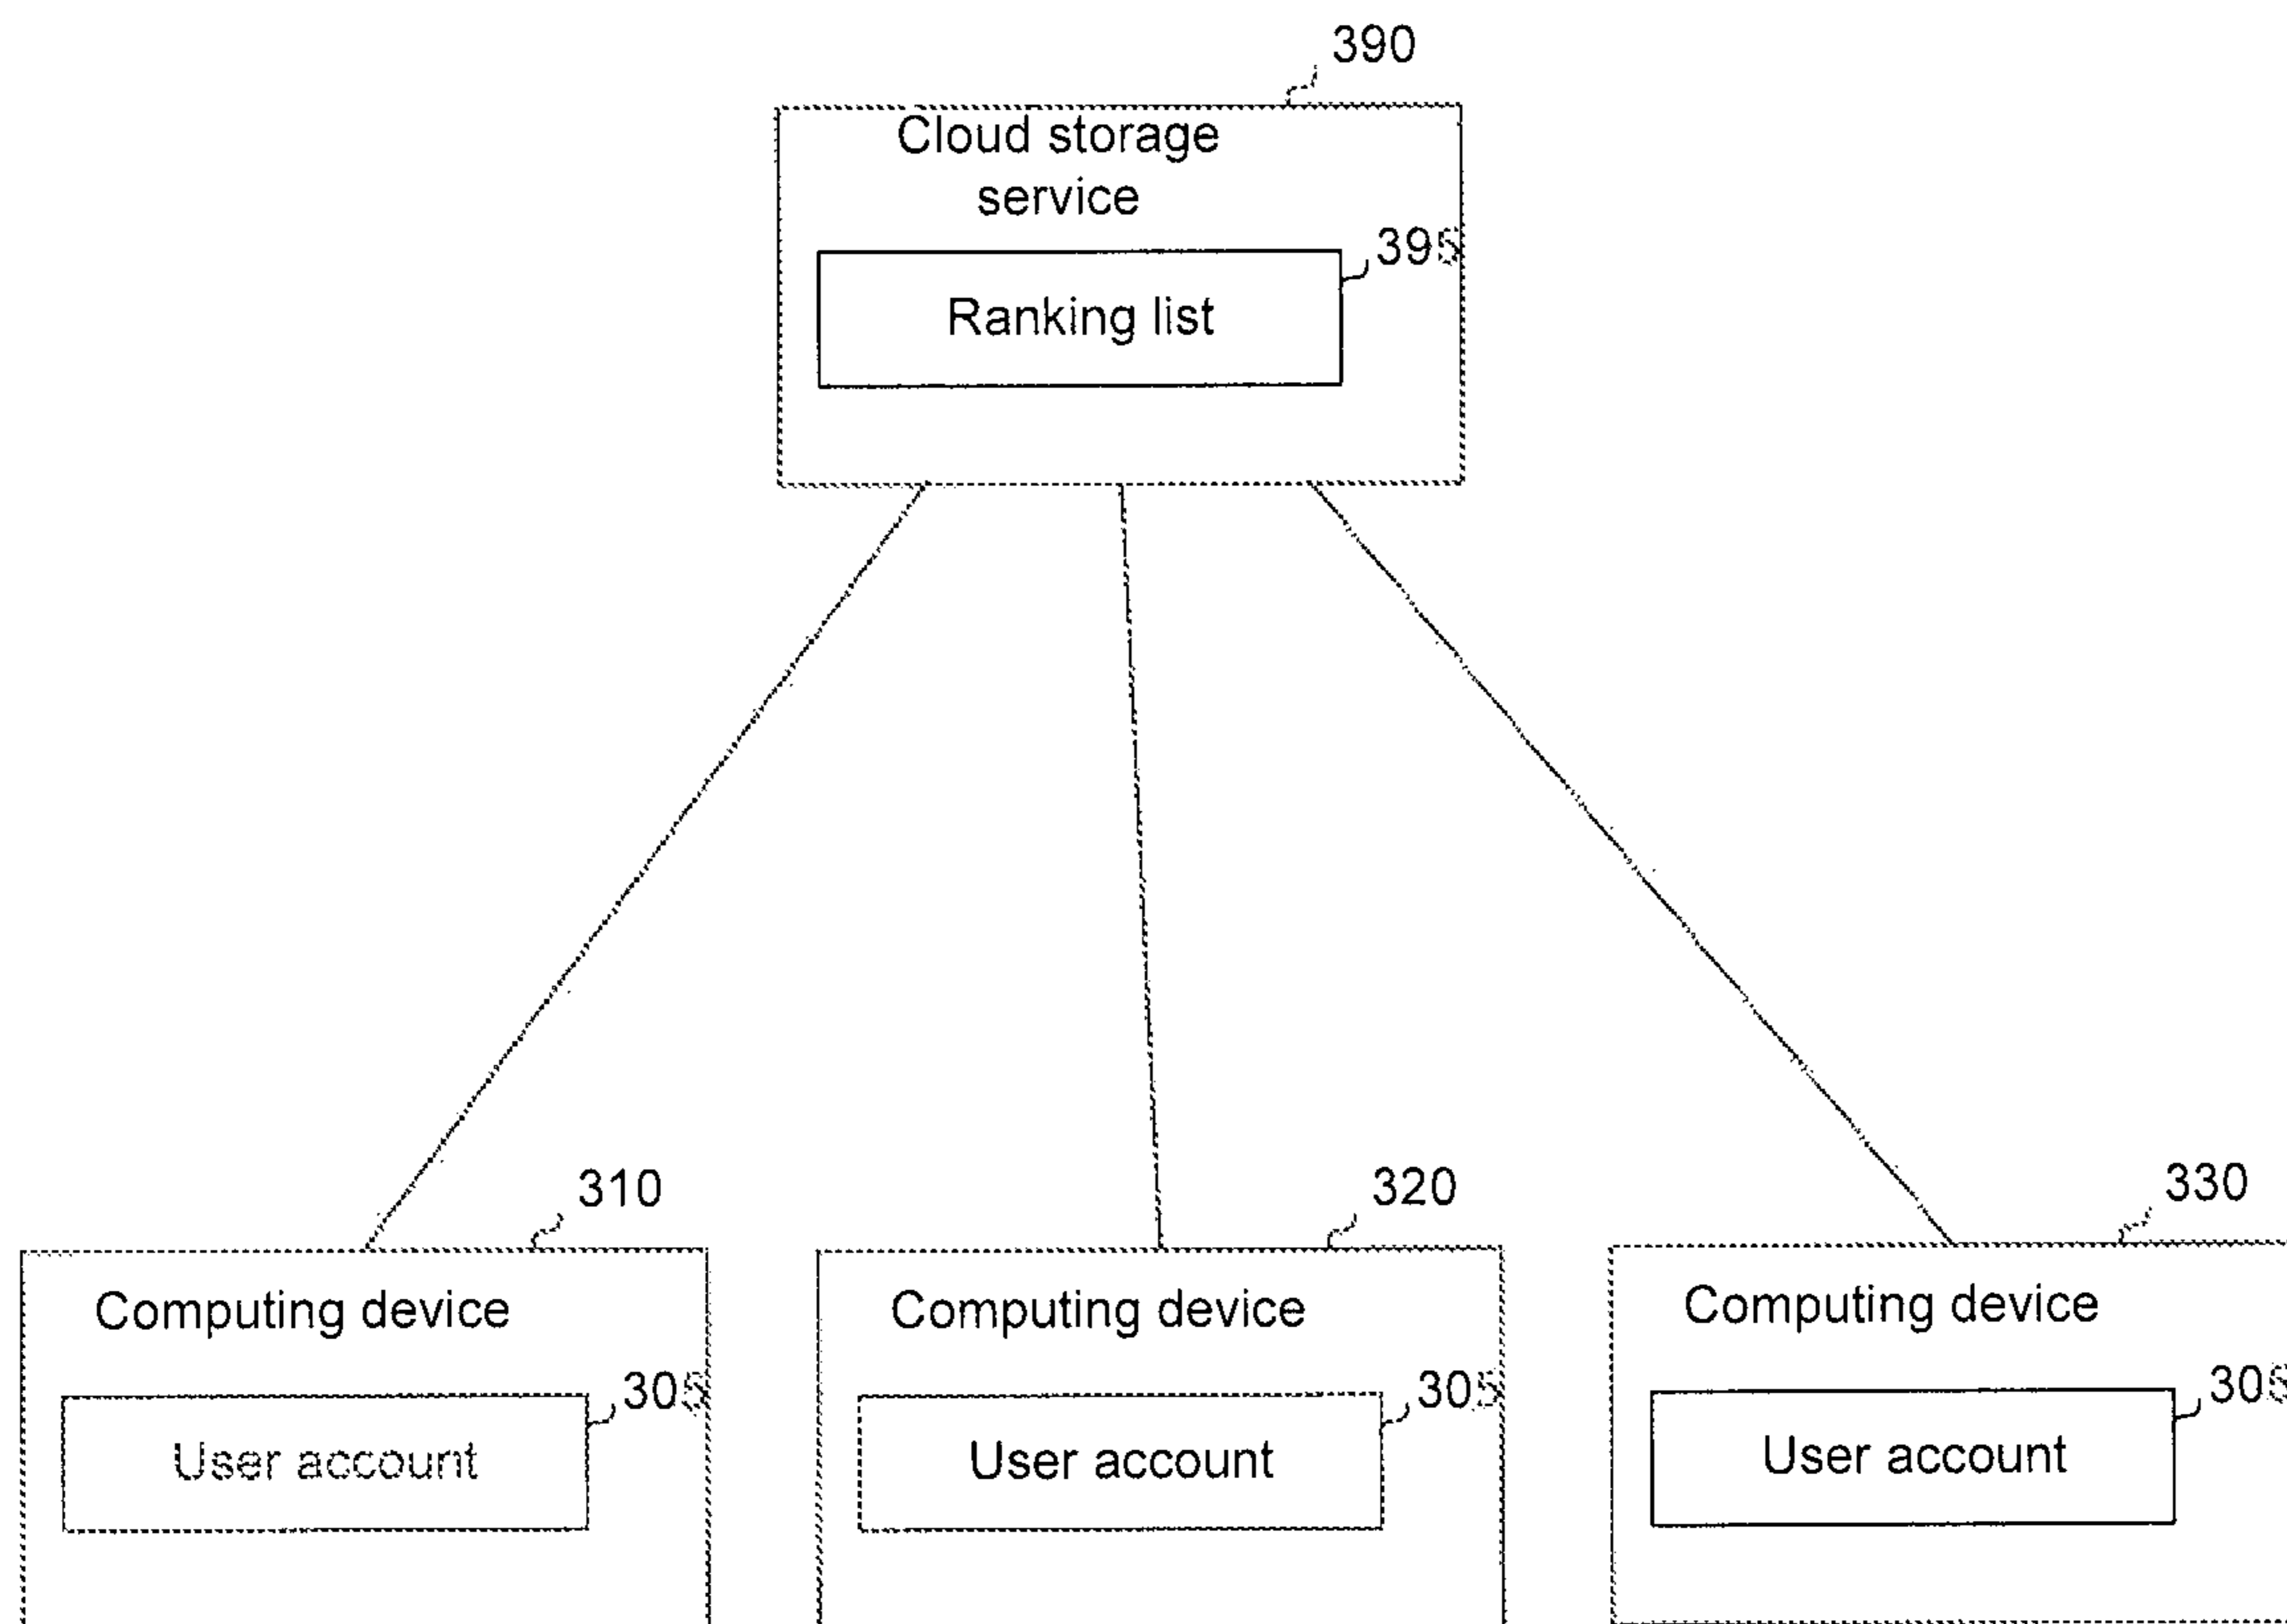 390
Cloud storage
service
395
Ranking list
310
320
330
Computing device
Computing device
Computing device
305
305
305
User account
User account
User account